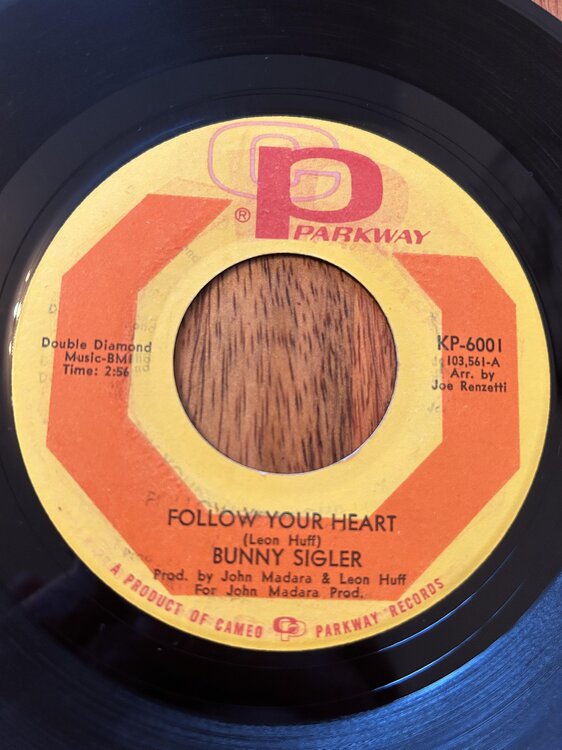 CP
® PARKWAY
Double Diamond
Music-BMI
Time: 2:56
KP-6001
103,561-A
Arr. by
Joe Renzetti
FOLLOW YOUR HEART
(Leon Huff)
BUNNY SIGLER
Prod. by John Madara & Leon Huff
For John Madara Prod.
A PRODUCT OF CAMEO CP PARKWAY RECORDS